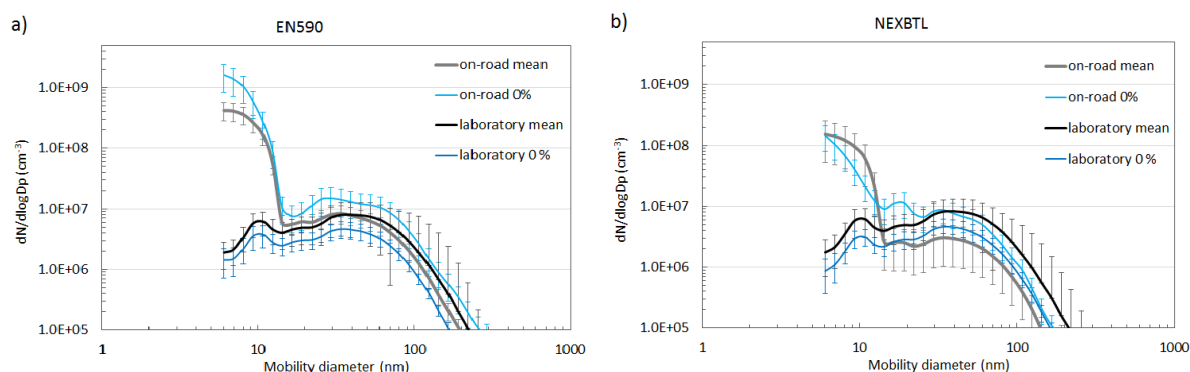 a)
EN590
1.0E+09
1.0E+08
1.0E+07
1.0E+06
1.0E+05
dN/dlogDp (cm-3)
on-road mean
on-road 0%
laboratory mean
laboratory 0 %
1
10
100
1000
Mobility diameter (nm)
b)
NEXBTL
1.0E+09
1.0E+08
1.0E+07
1.0E+06
1.0E+05
dN/dlogDp (cm-3)
on-road mean
on-road 0%
laboratory mean
laboratory 0%
1
10
100
1000
Mobility diameter (nm)